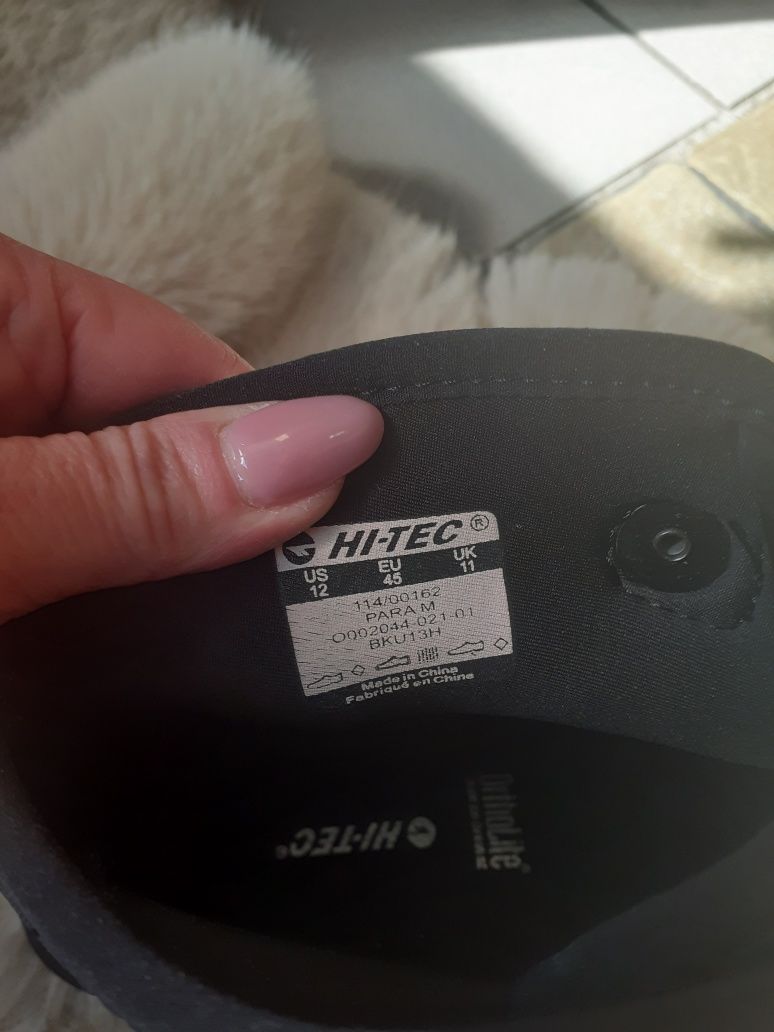 HI-TEC®
US EU UK
12 45 11
114/00162
PARA M
O002044-021-01
BKU13H
Made in China
Fabriqué en Chine
HI-TEC®
OrthoLite®